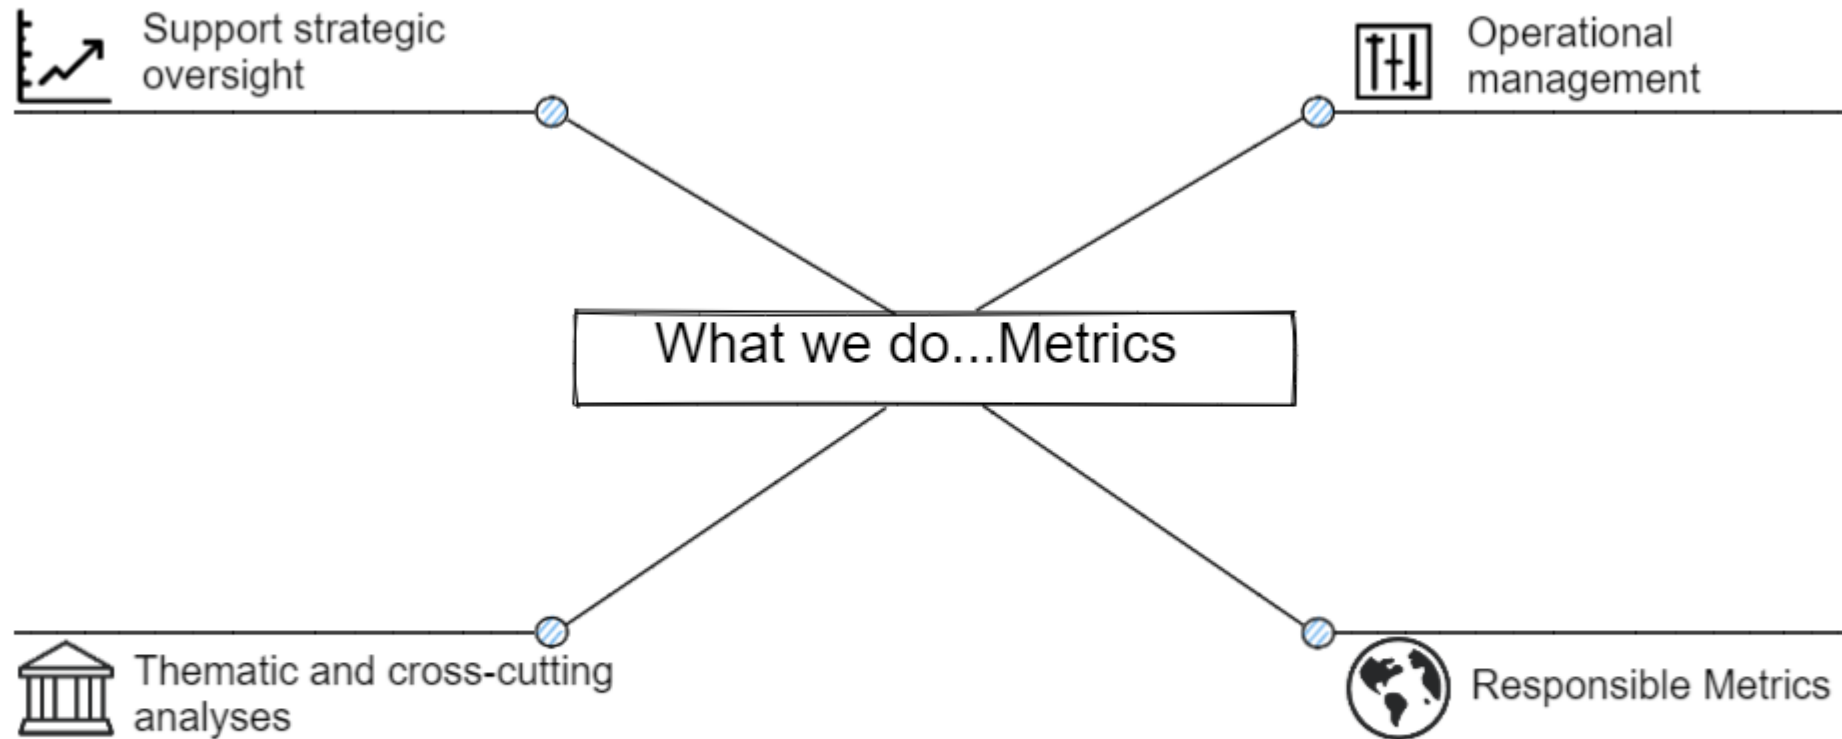 Support strategic
oversight
Operational
management
What we do...Metrics
Thematic and cross-cutting
analyses
Responsible Metrics